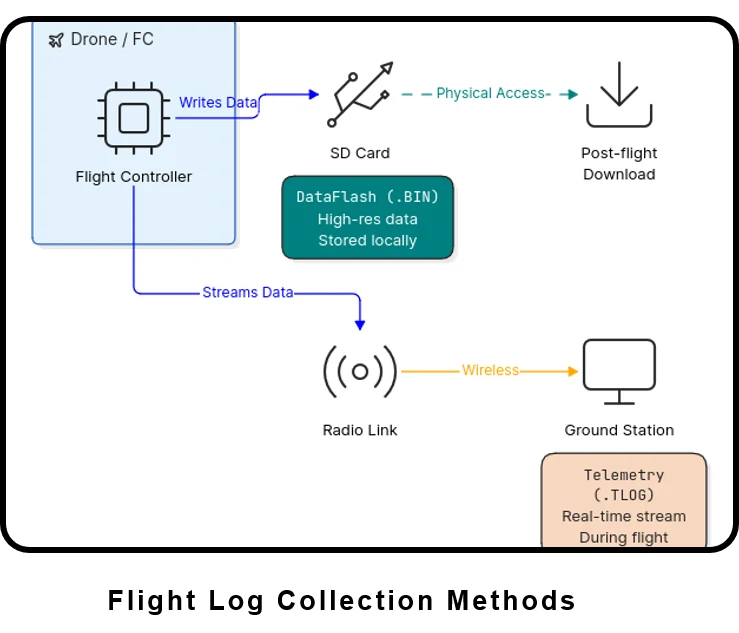 Drone / FC
Writes Data
Physical Access
Flight Controller
SD Card
Post-flight
Download
DataFlash (.BIN)
High-res data
Stored locally
Streams Data
Wireless
Radio Link
Ground Station
Telemetry
(.TLOG)
Real-time stream
During flight
Flight Log Collection Methods